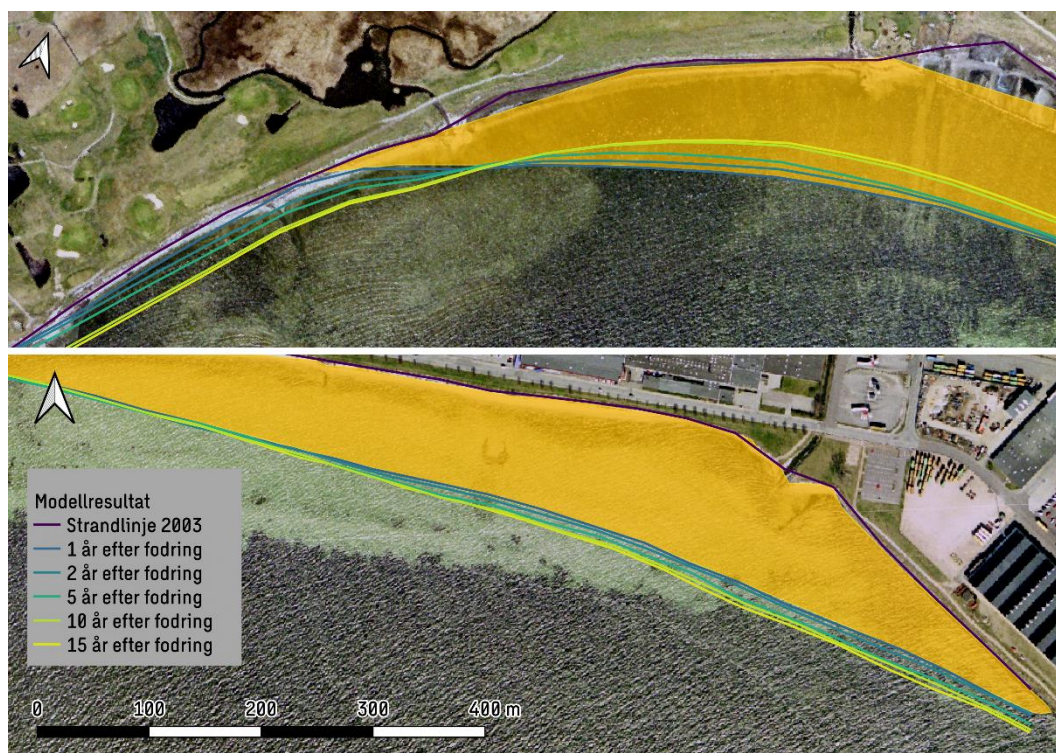 Modellresultat
Strandlinje 2003
1 år efter fodring
2 år efter fodring
5 år efter fodring
10 år efter fodring
15 år efter fodring
0 100 200 300 400 m